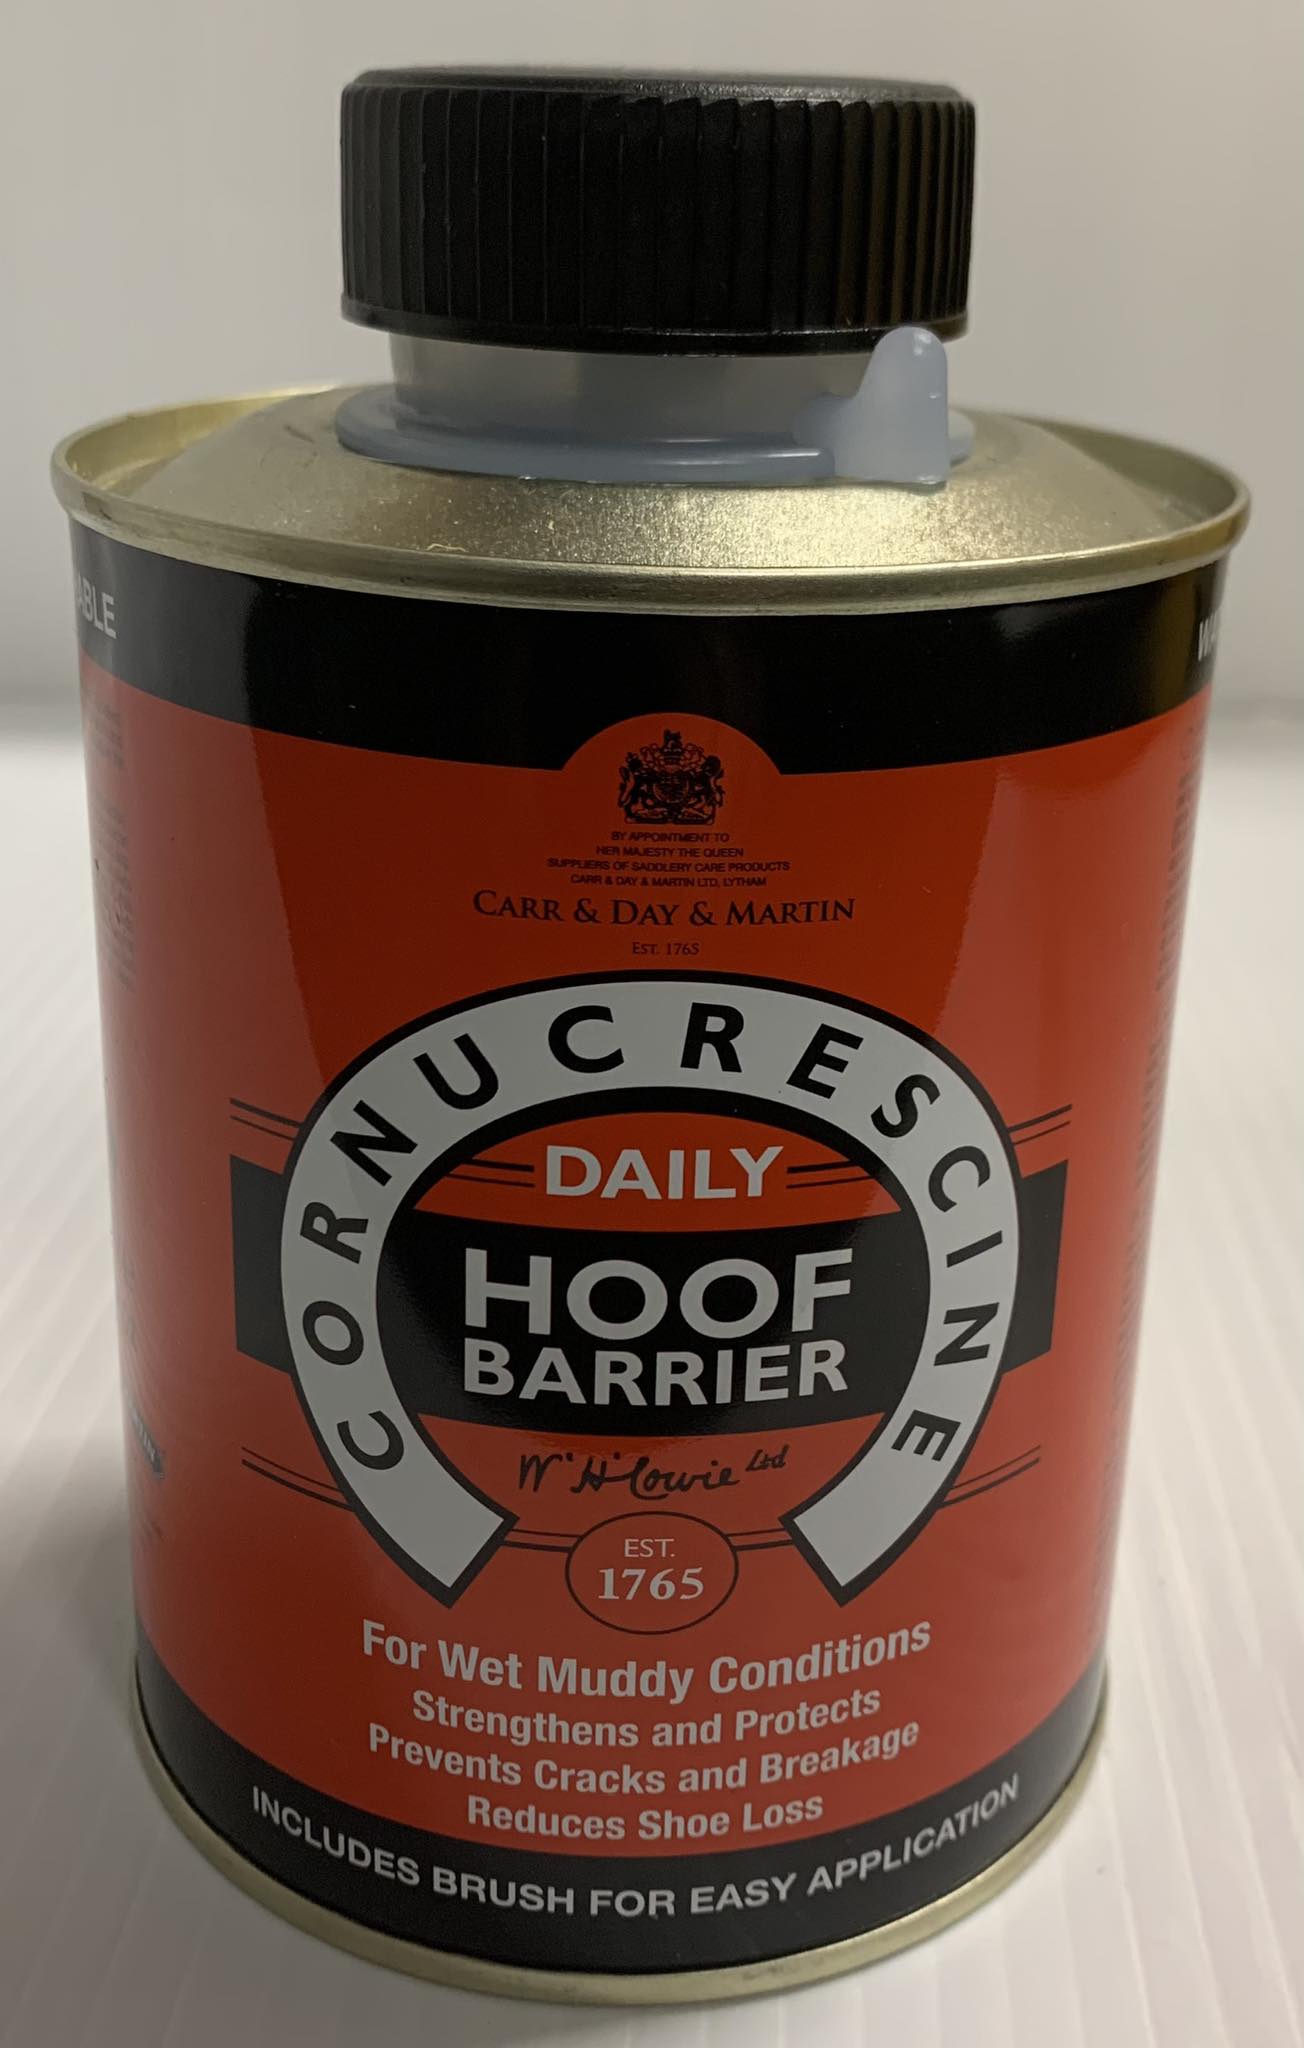 ABLE
BY APPOINTMENT TO
HER MAJESTY THE QUEEN
SUPPLIERS OF SADDLERY CARE PRODUCTS
CARR & DAY & MARTIN LTD, LYTHAM
CARR & DAY & MARTIN
EST. 1765
CORNUCRESCINE
DAILY
HOOF
BARRIER
W. H. Cowie Ltd
EST.
1765
For Wet Muddy Conditions
Strengthens and Protects
Prevents Cracks and Breakage
Reduces Shoe Loss
INCLUDES BRUSH FOR EASY APPLICATION